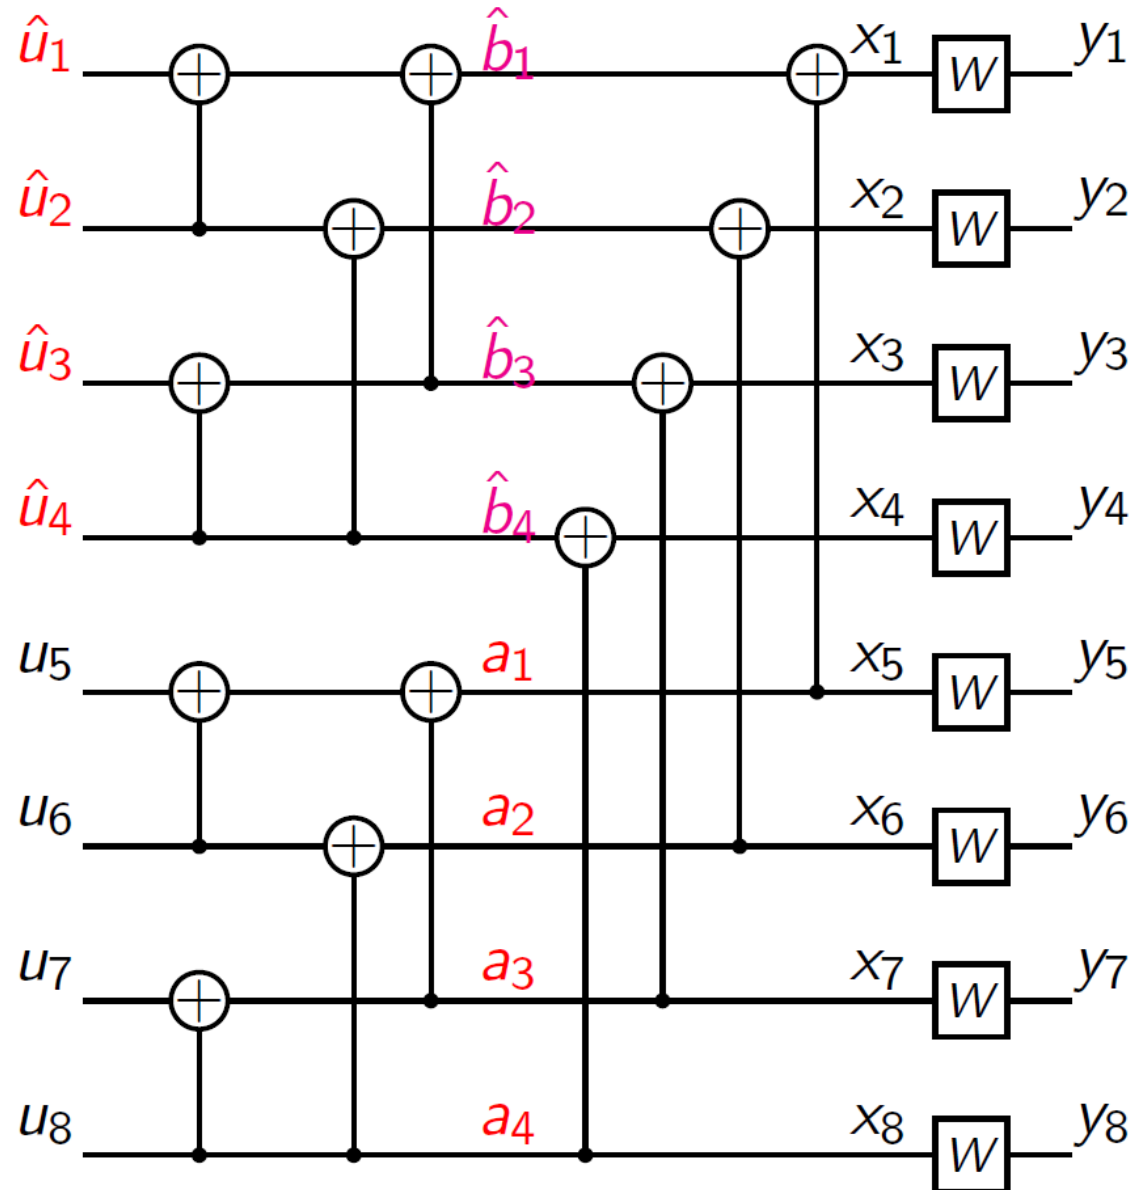 û₁ b̂₁ x₁ W y₁
û₂ b̂₂ x₂ W y₂
û₃ b̂₃ x₃ W y₃
û₄ b̂₄ x₄ W y₄
u₅ a₁ x₅ W y₅
u₆ a₂ x₆ W y₆
u₇ a₃ x₇ W y₇
u₈ a₄ x₈ W y₈